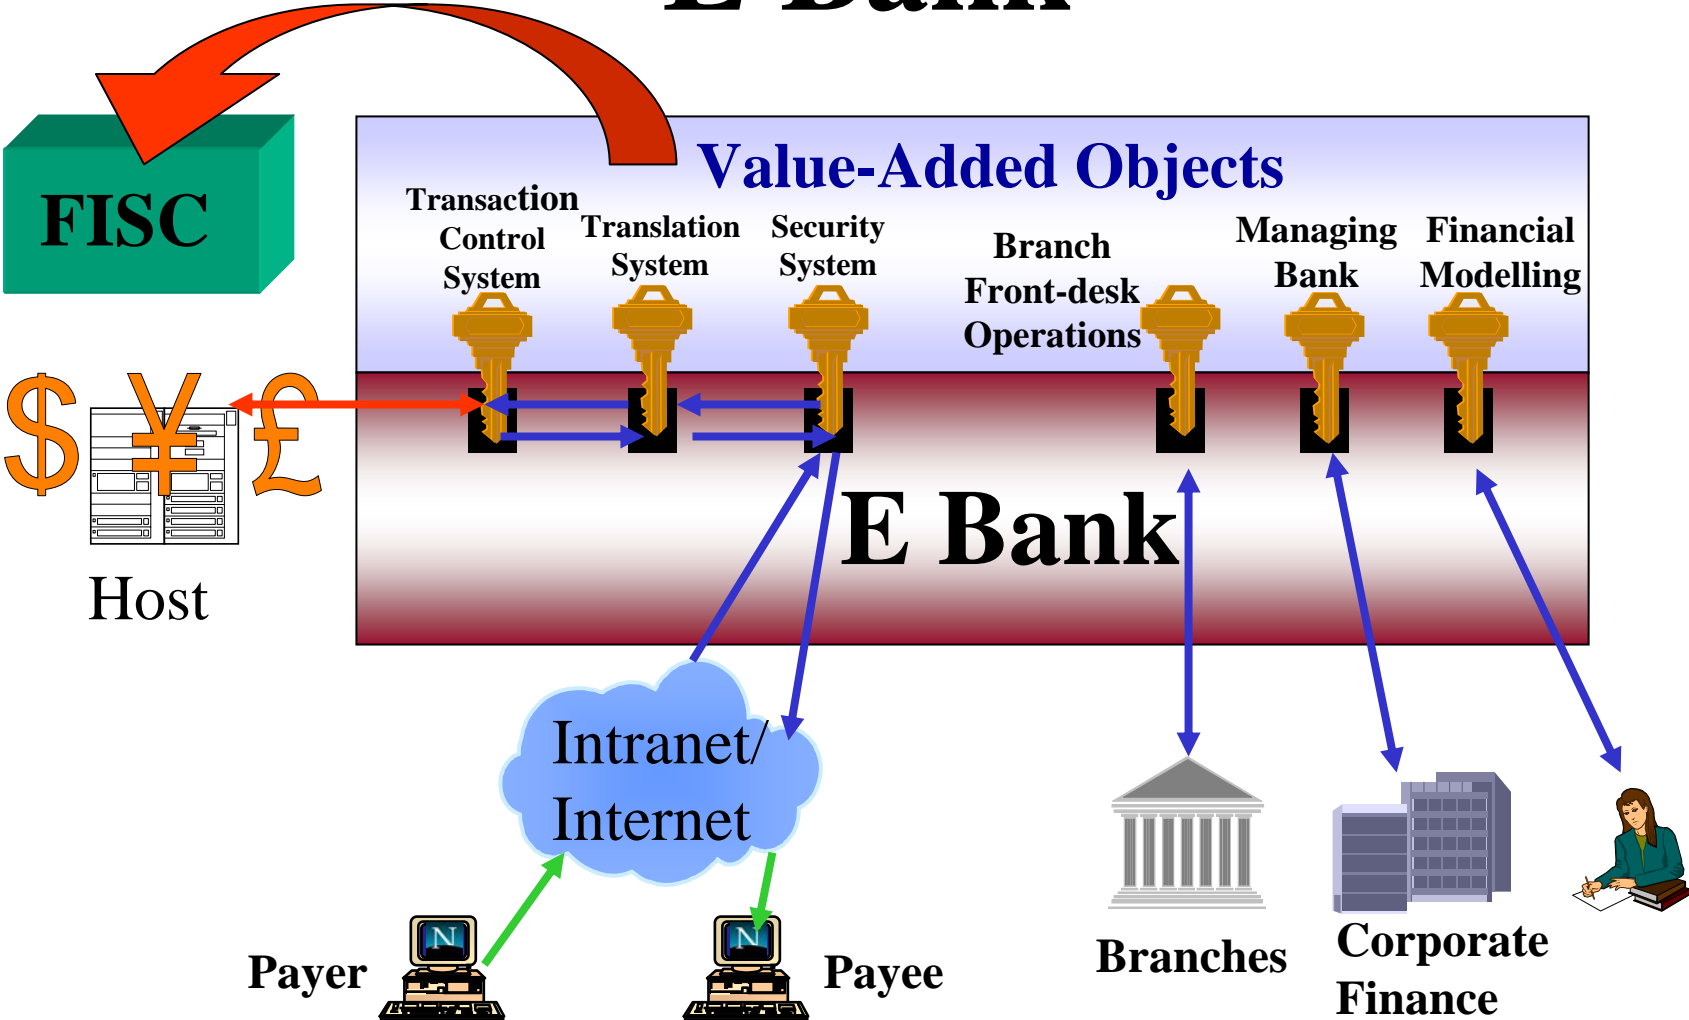 E Bank
Value-Added Objects
FISC
Transaction
Control
System
Translation
System
Security
System
Branch
Front-desk
Operations
Managing
Bank
Financial
Modelling
$ ¥ £
Host
E Bank
Intranet/
Internet
N
N
Payer
Payee
Branches
Corporate
Finance